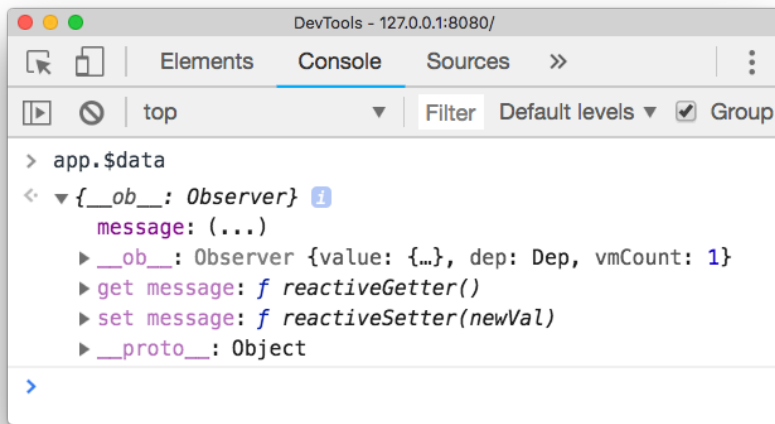 DevTools - 127.0.0.1:8080/
Elements Console Sources »
top ▼ Filter Default levels ▼ Group
> app.$data
{__ob__: Observer} i
message: (...)
__ob__: Observer {value: {…}, dep: Dep, vmCount: 1}
get message: ƒ reactiveGetter()
set message: ƒ reactiveSetter(newVal)
__proto__: Object
>